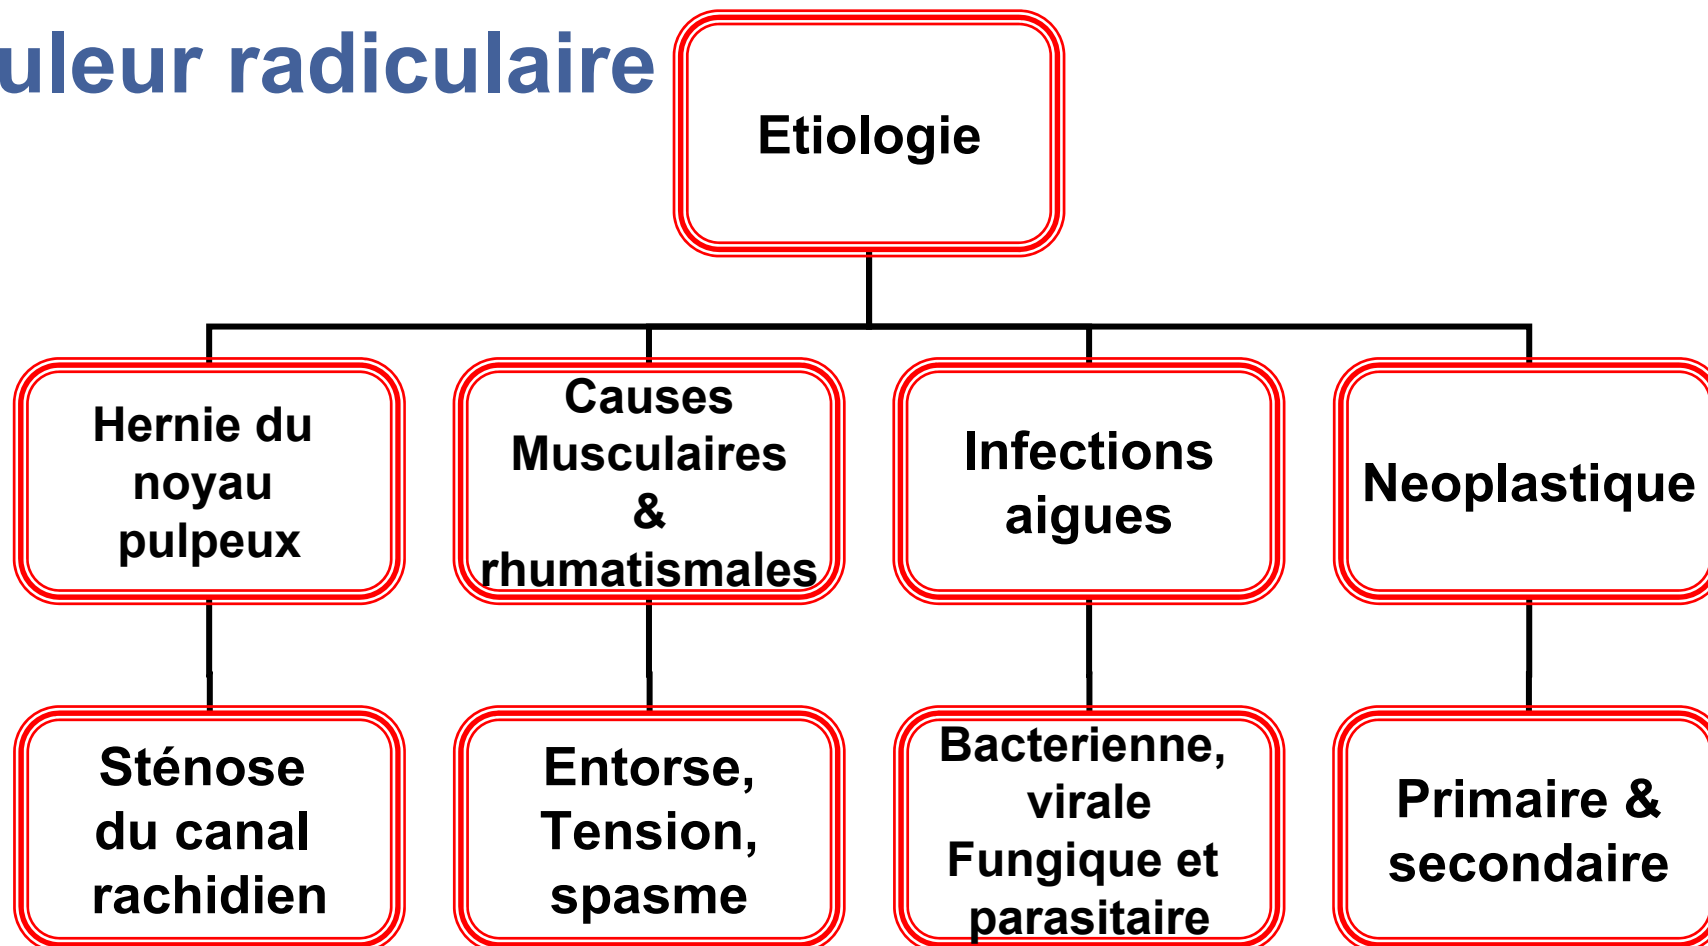 uleur radiculaire
Etiologie
Hernie du
noyau
pulpeux
Causes
Musculaires
&
rhumatismales
Infections
aigues
Neoplastique
Sténose
du canal
rachidien
Entorse,
Tension,
spasme
Bacterienne,
virale
Fungique et
parasitaire
Primaire &
secondaire